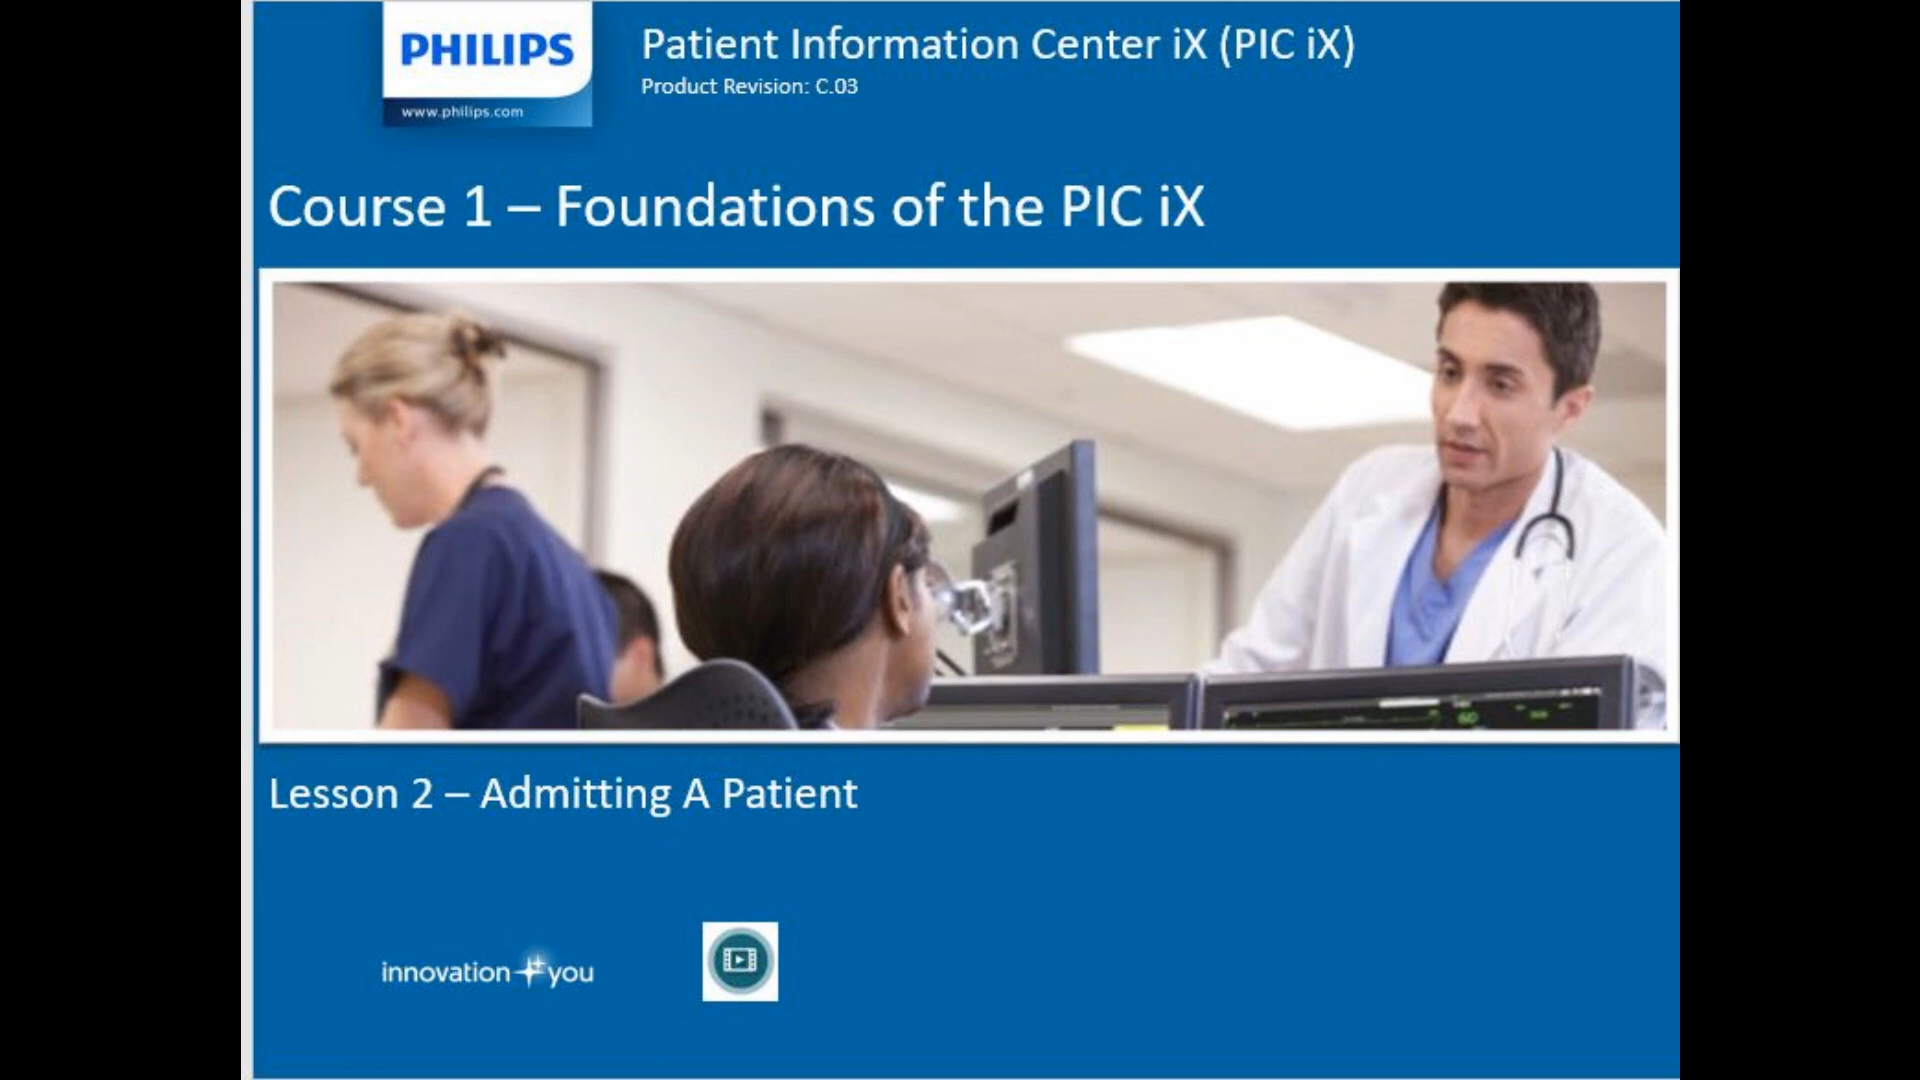 PHILIPS
www.philips.com
Patient Information Center iX (PIC iX)
Product Revision: C.03
Course 1 – Foundations of the PIC iX
60
Lesson 2 – Admitting A Patient
innovation you